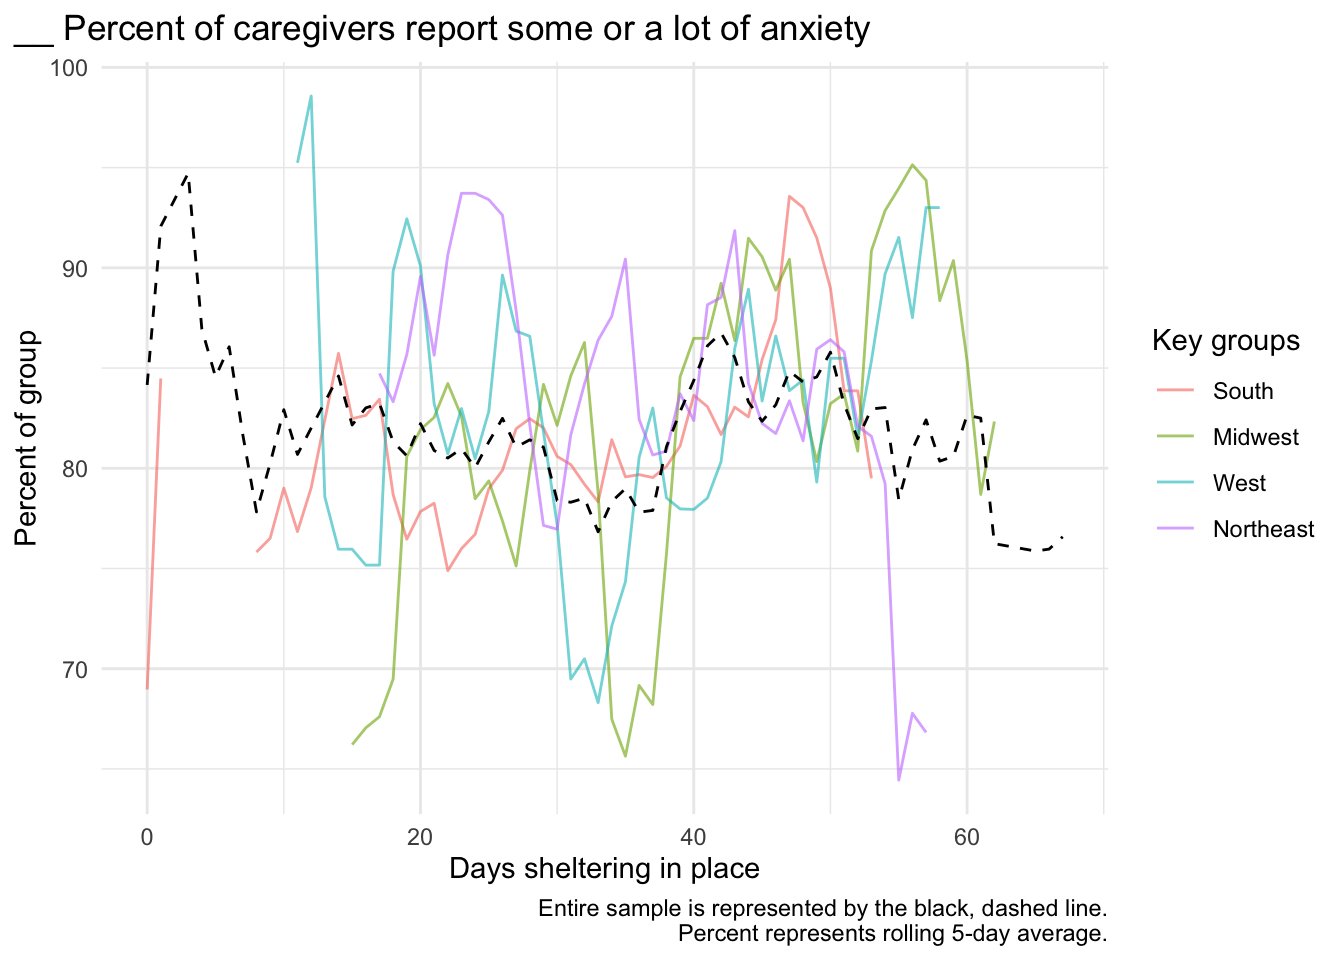 __ Percent of caregivers report some or a lot of anxiety
100
90
80
70
Percent of group
0 20 40 60
Days sheltering in place
Key groups
South
Midwest
West
Northeast
Entire sample is represented by the black, dashed line.
Percent represents rolling 5-day average.